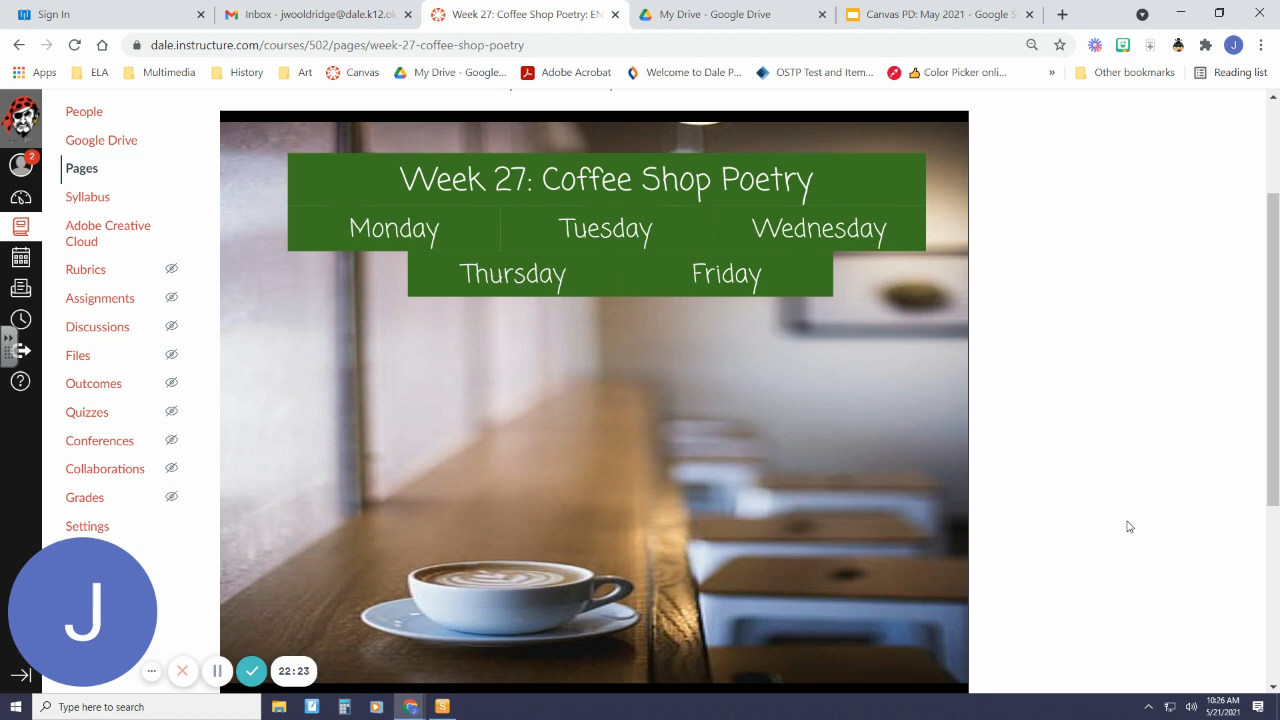 Inbox (3) - jeldridge@dale.k12.ok
Week 27: Coffee Shop Poetry: EN
My Drive - Google Drive
Canvas PD: May 2021 - Google S
dale.instructure.com/courses/502/pages/week-27-coffee-shop-poetry
J
Apps
ELA
Multimedia
History
Art
Canvas
My Drive - Google...
Adobe Acrobat
Welcome to Dale P...
OSTP Test and Item...
Color Picker onli...
»
Other bookmarks
Reading list
People
Google Drive
Pages
2
Syllabus
Adobe Creative
Cloud
Rubrics
Assignments
Discussions
Files
Outcomes
Quizzes
Conferences
Collaborations
Grades
Settings
Week 27: Coffee Shop Poetry
Monday
Tuesday
Wednesday
Thursday
Friday
J
22:23
Type here to search
S
10:26 AM
5/21/2021